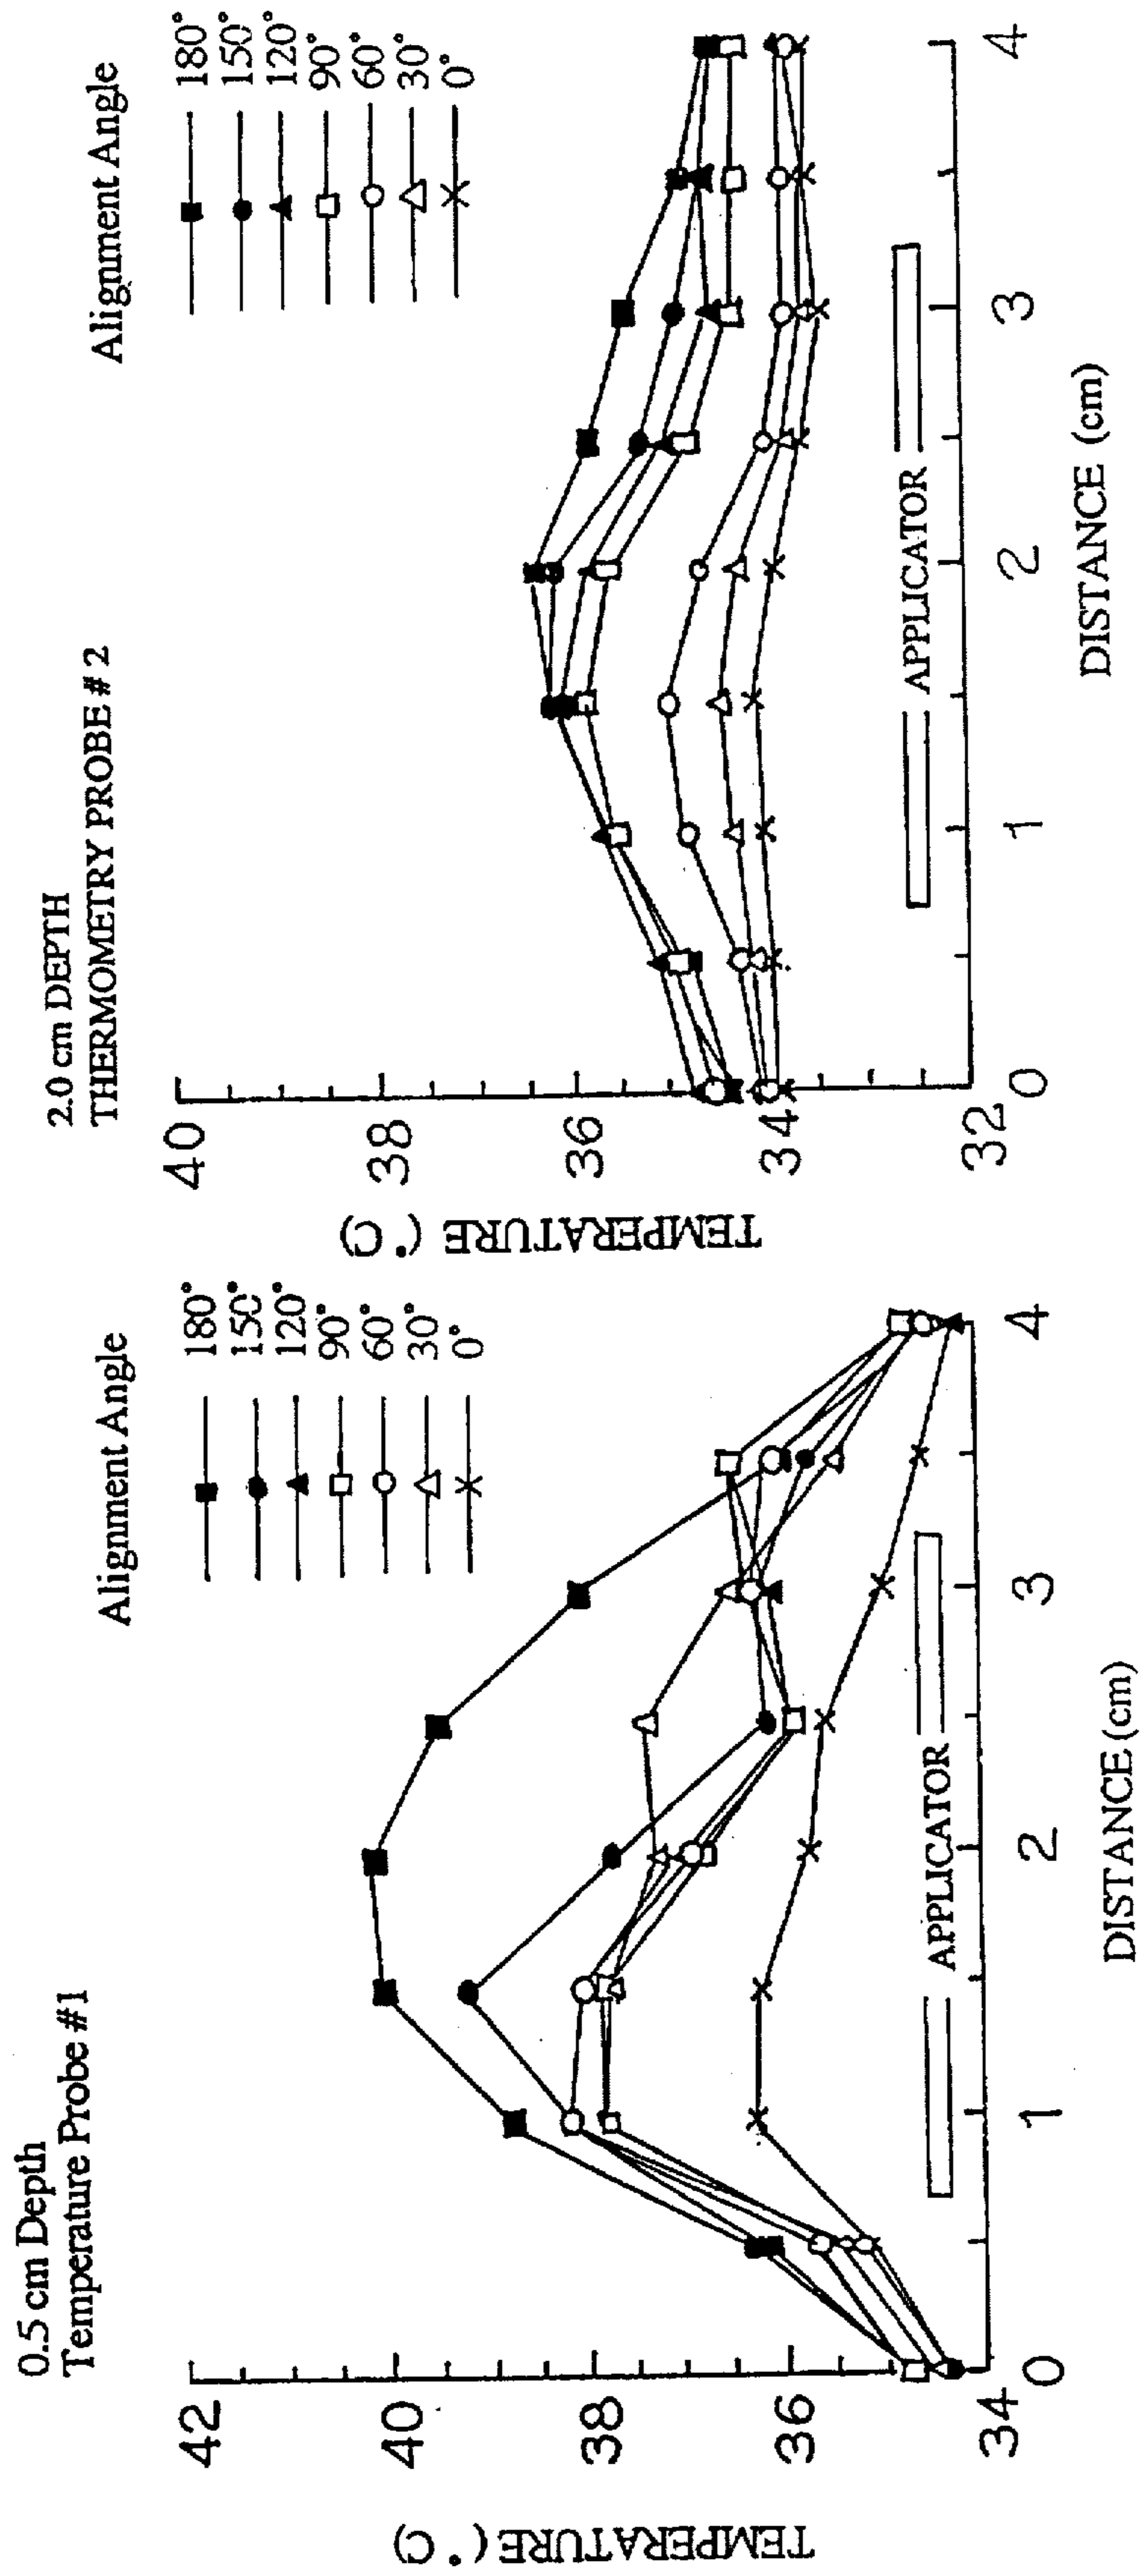 0.5 cm Depth
Temperature Probe #1
Alignment Angle
180°
150°
120°
90°
60°
30°
0°
TEMPERATURE (°C)
42
40
38
36
34
APPLICATOR
0
1
2
3
4
DISTANCE (cm)
2.0 cm DEPTH
THERMOMETRY PROBE # 2
Alignment Angle
180°
150°
120°
90°
60°
30°
0°
TEMPERATURE (°C)
40
38
36
34
32
APPLICATOR
0
1
2
3
4
DISTANCE (cm)